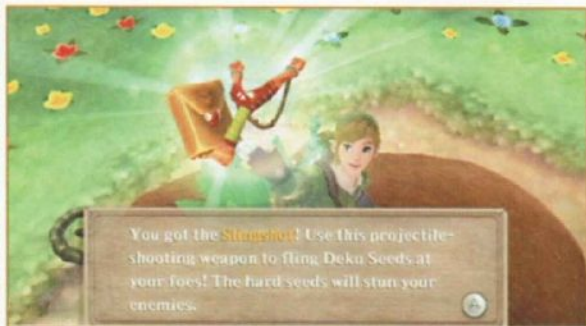 You got the Slingshot! Use this projectile-
shooting weapon to fling Deku Seeds at
your foes! The hard seeds will stun your
enemies.
A